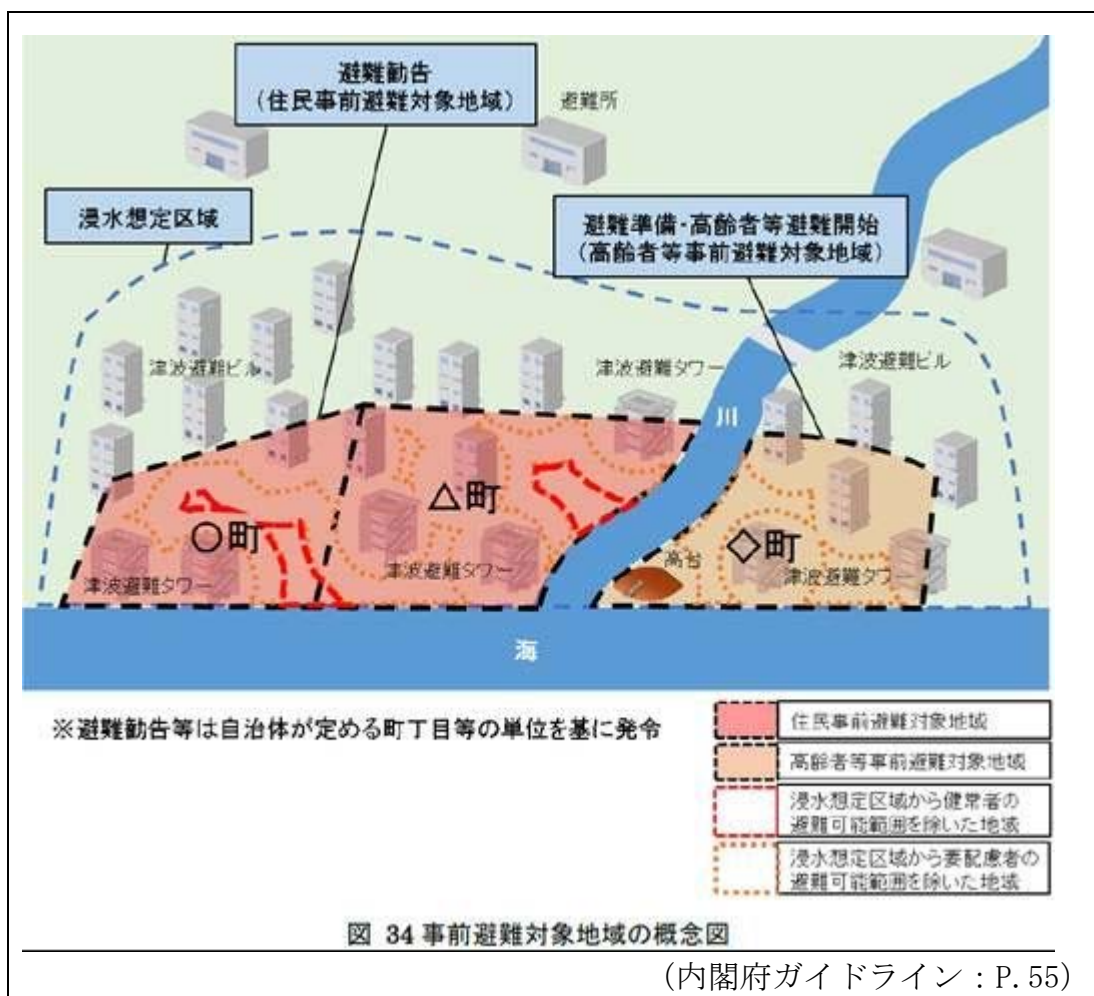 避難勧告
(住民事前避難対象地域)
避難所
浸水想定区域
避難準備・高齢者等避難開始
(高齢者等事前避難対象地域)
津波避難ビル
津波避難タワー
津波避難ビル
川
○町
△町
◇町
高台
津波避難タワー
津波避難タワー
津波避難タワー
海
※避難勧告等は自治体が定める町丁目等の単位を基に発令
住民事前避難対象地域
高齢者等事前避難対象地域
浸水想定区域から健常者の
避難可能範囲を除いた地域
浸水想定区域から要配慮者の
避難可能範囲を除いた地域
図 34 事前避難対象地域の概念図
(内閣府ガイドライン：P.55)